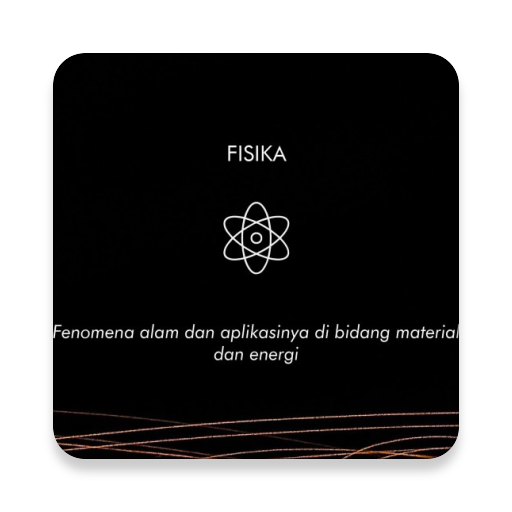 FISIKA
Fenomena alam dan aplikasinya di bidang material
dan energi